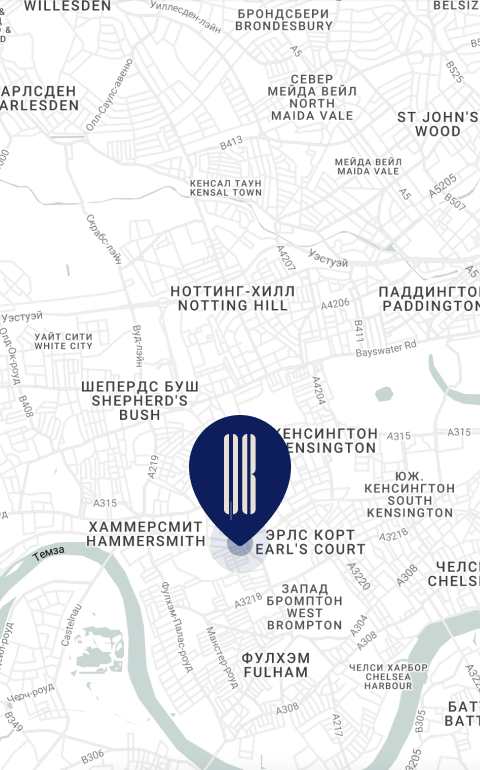 WILLESDEN
Уиллесден-лэйн
БРОНДСБЕРИ
BRONDESBURY
BELSIZ
A5
B525
АРЛСДЕН
ARLESDEN
Олл-Соулс-авеню
СЕВЕР
МЕЙДА ВЕЙЛ
NORTH
MAIDA VALE
ST JOHN'S
WOOD
B413
МЕЙДА ВЕЙЛ
MAIDA VALE
КЕНСАЛ ТАУН
KENSAL TOWN
A5
A5205
B507
Скрабс-лэйн
A4207
Уэстуэй
A5
НОТТИНГ-ХИЛЛ
NOTTING HILL
A4206
ПАДДИНГТО
PADDINGTON
Уэстуэй
Олд-Ок-роуд
УАЙТ СИТИ
WHITE CITY
Вуд-лэйн
B411
Bayswater Rd
B408
ШЕПЕРДС БУШ
SHEPHERD'S
BUSH
A4204
A219
КЕНСИНГТОН
KENSINGTON
A315
A315
ЮЖ.
КЕНСИНГТОН
SOUTH
KENSINGTON
A315
ХАММЕРСМИТ
HAMMERSMITH
ЭРЛС КОРТ
EARL'S COURT
A3218
Темза
A3220
A308
ЧЕЛС
CHELS
Фулхэм-Палас-роуд
A3218
ЗАПАД
БРОМПТОН
WEST
BROMPTON
Castelnau
A304
A308
Манстер-роуд
ФУЛХЭМ
FULHAM
ЧЕЛСИ ХАРБОР
CHELSEA
HARBOUR
Черч-роуд
A308
A217
B305
БАТ
BATT
B349
B306